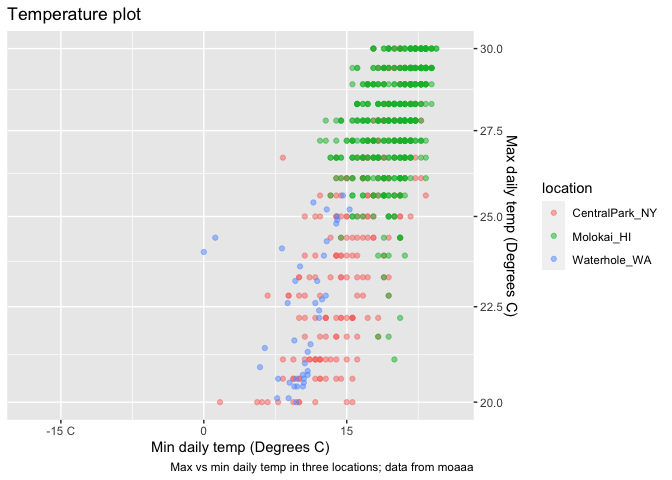 Temperature plot
30.0
27.5
25.0
22.5
20.0
Max daily temp (Degrees C)
location
CentralPark_NY
Molokai_HI
Waterhole_WA
-15 C
0
15
Min daily temp (Degrees C)
Max vs min daily temp in three locations; data from moaaa